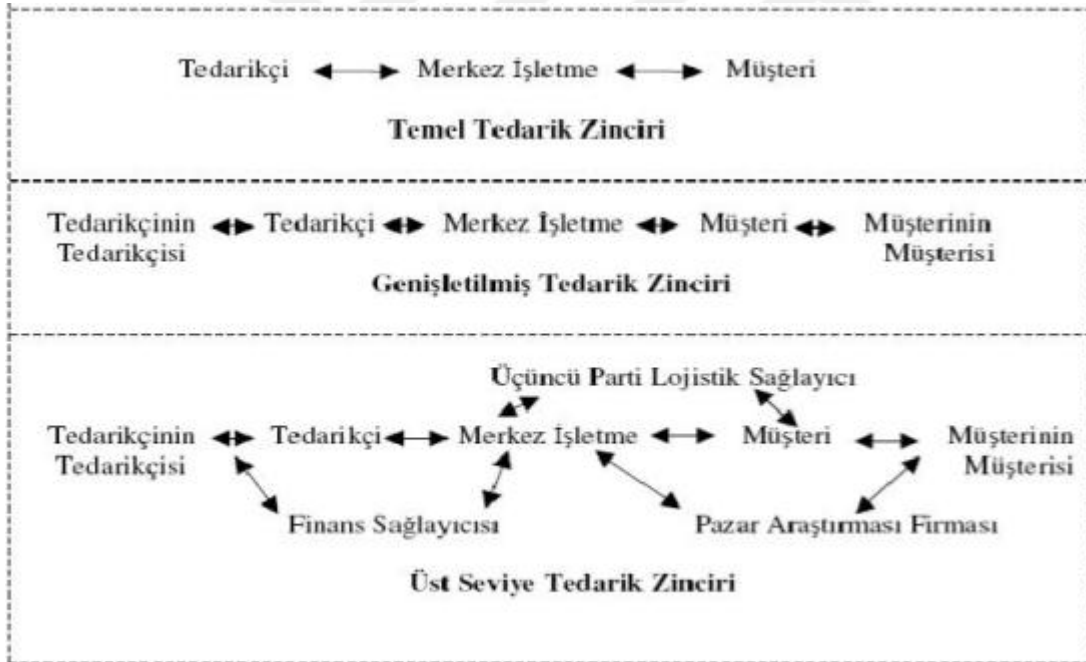 Tedarikçi Merkez İşletme Müşteri
Temel Tedarik Zinciri
Tedarikçinin Tedarikçi Merkez İşletme Müşteri Müşterinin
Tedarikçisi Müşterisi
Genişletilmiş Tedarik Zinciri
Üçüncü Parti Lojistik Sağlayıcı
Tedarikçinin Tedarikçi Merkez İşletme Müşteri Müşterinin
Tedarikçisi Müşterisi
Finans Sağlayıcısı Pazar Araştırması Firması
Üst Seviye Tedarik Zinciri